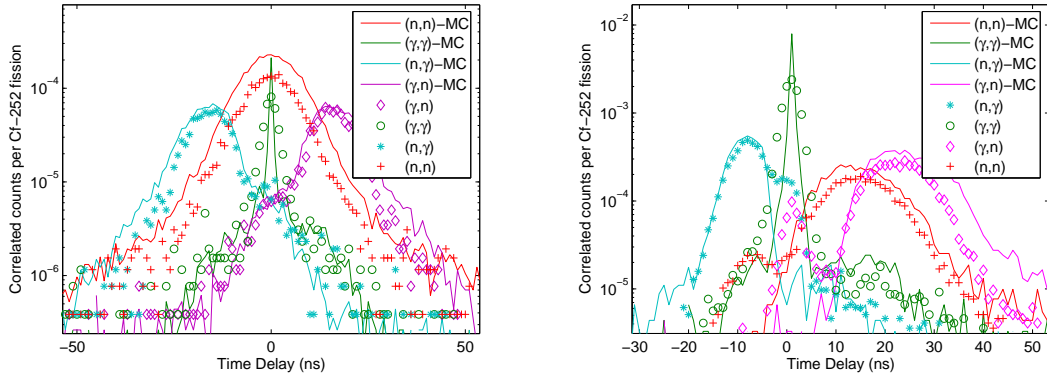 (n,n)−MC
(γ,γ)−MC
(n,γ)−MC
(γ,n)−MC
(γ,n)
(γ,γ)
(n,γ)
(n,n)
10−4
10−5
10−6
Correlated counts per Cf−252 fission
−50
0
50
Time Delay (ns)
(n,n)−MC
(γ,γ)−MC
(n,γ)−MC
(γ,n)−MC
(n,γ)
(γ,γ)
(γ,n)
(n,n)
10−2
10−3
10−4
10−5
Correlated counts per Cf−252 fission
−30
−20
−10
0
10
20
30
40
50
Time Delay (ns)